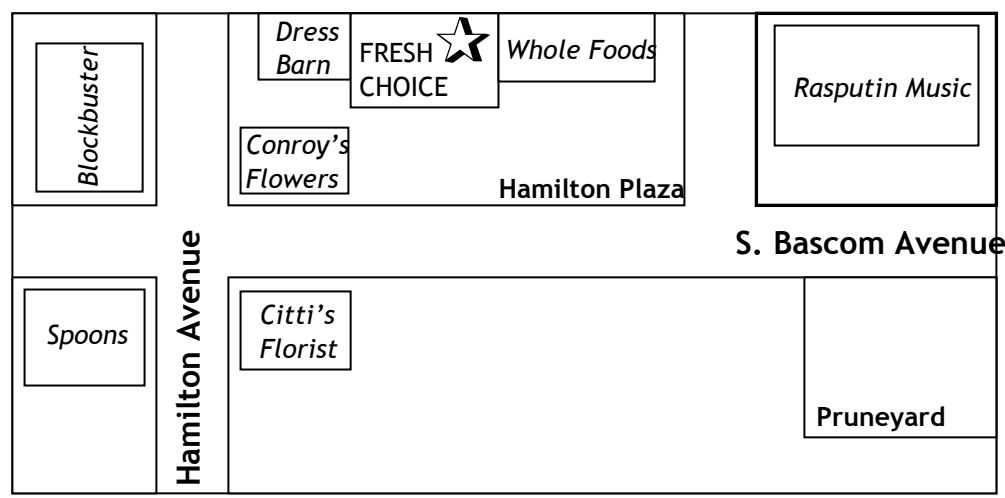 Blockbuster
Dress
Barn
FRESH
CHOICE
Whole Foods
Rasputin Music
Conroy's
Flowers
Hamilton Plaza
S. Bascom Avenue
Hamilton Avenue
Spoons
Citti's
Florist
Pruneyard